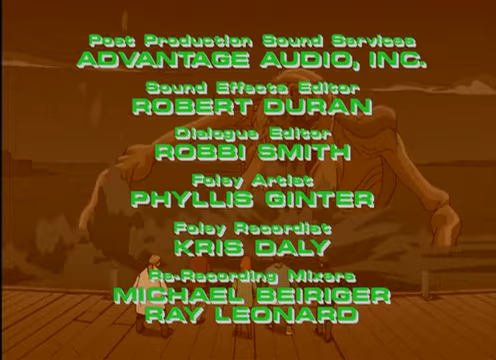 Post Production Sound Services
ADVANTAGE AUDIO, INC.
Sound Effects Editor
ROBERT DURAN
Dialogue Editor
ROBBI SMITH
Foley Artist
PHYLLIS GINTER
Foley Recordist
KRIS DALY
Re-Recording Mixers
MICHAEL BEIRIGER
RAY LEONARD